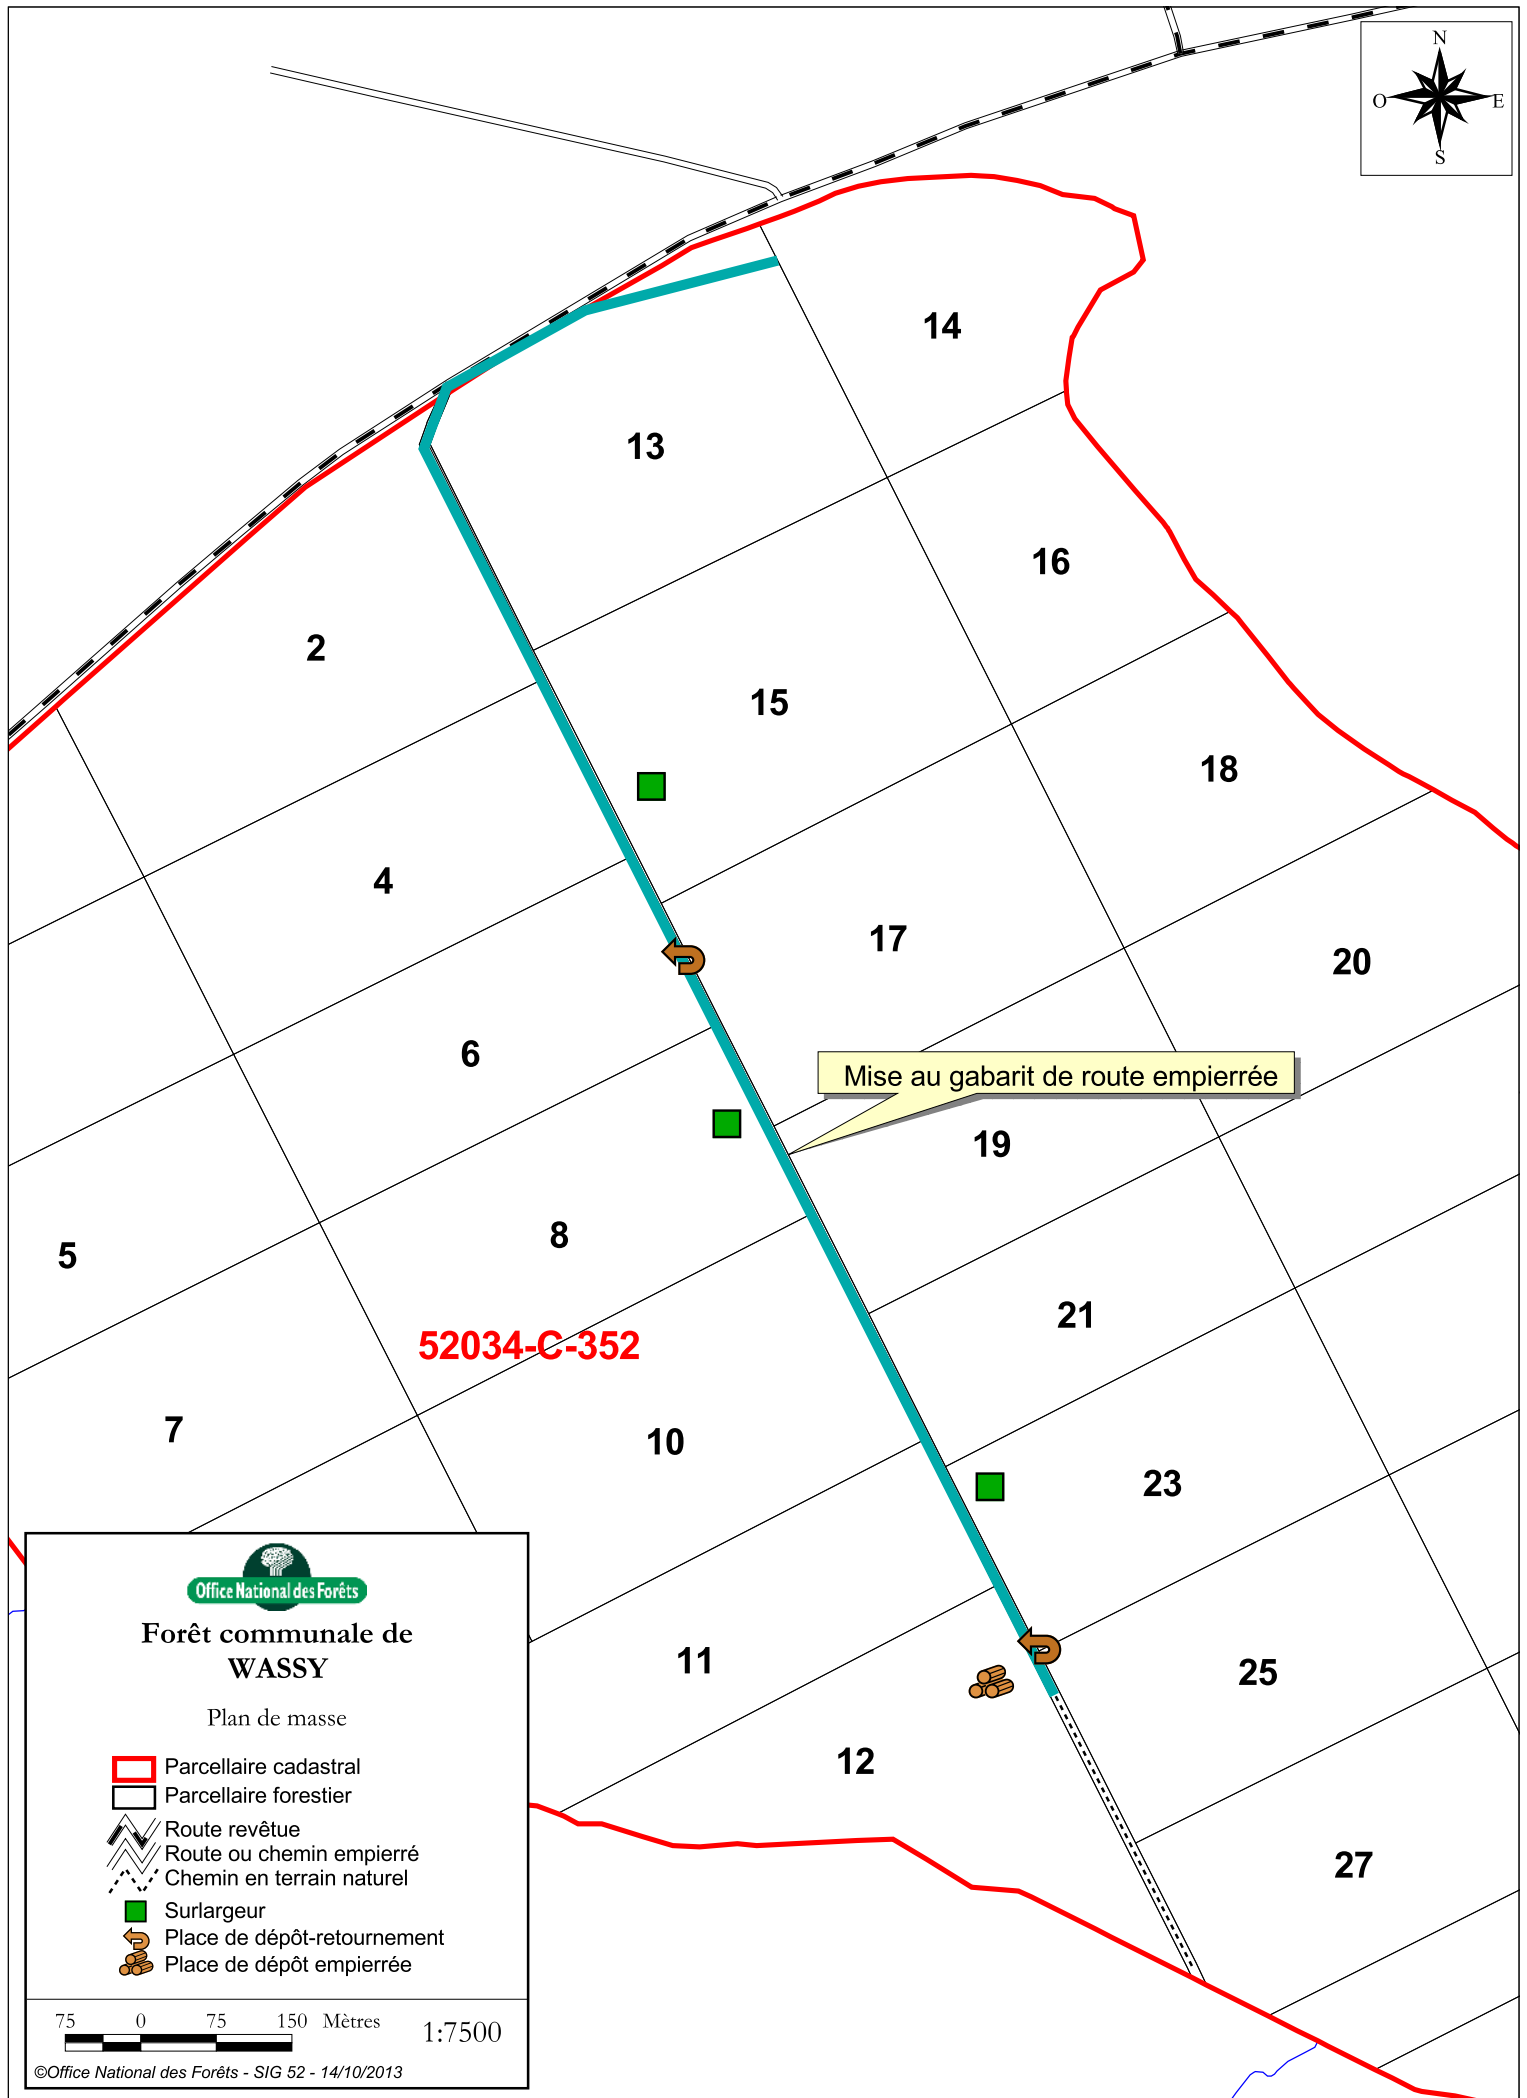 N
O E
S
14
13
16
2
15
18
4
17
20
6
Mise au gabarit de route empierrée
19
8
5
21
52034-C-352
7
10
23
Office National des Forêts
Forêt communale de
WASSY
11
25
Plan de masse
12
Parcellaire cadastral
Parcellaire forestier
Route revêtue
Route ou chemin empierré
27
Chemin en terrain naturel
Surlargeur
Place de dépôt-retournement
Place de dépôt empierrée
75 0 75 150 Mètres
1:7500
©Office National des Forêts - SIG 52 - 14/10/2013